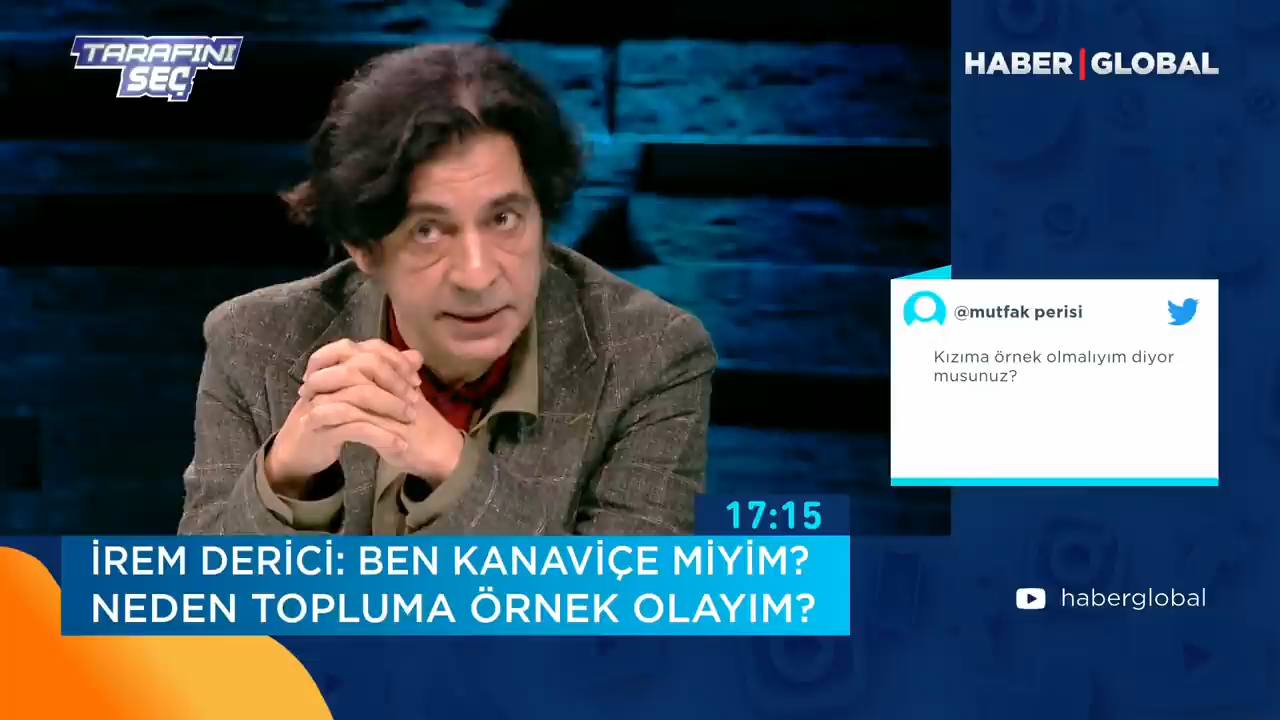 TARAFINI
SEÇ
HABER GLOBAL
@mutfak perisi
Kızıma örnek olmalıyım diyor
musunuz?
17:15
İREM DERİCİ: BEN KANAVİÇE MİYİM?
NEDEN TOPLUMA ÖRNEK OLAYIM?
haberglobal